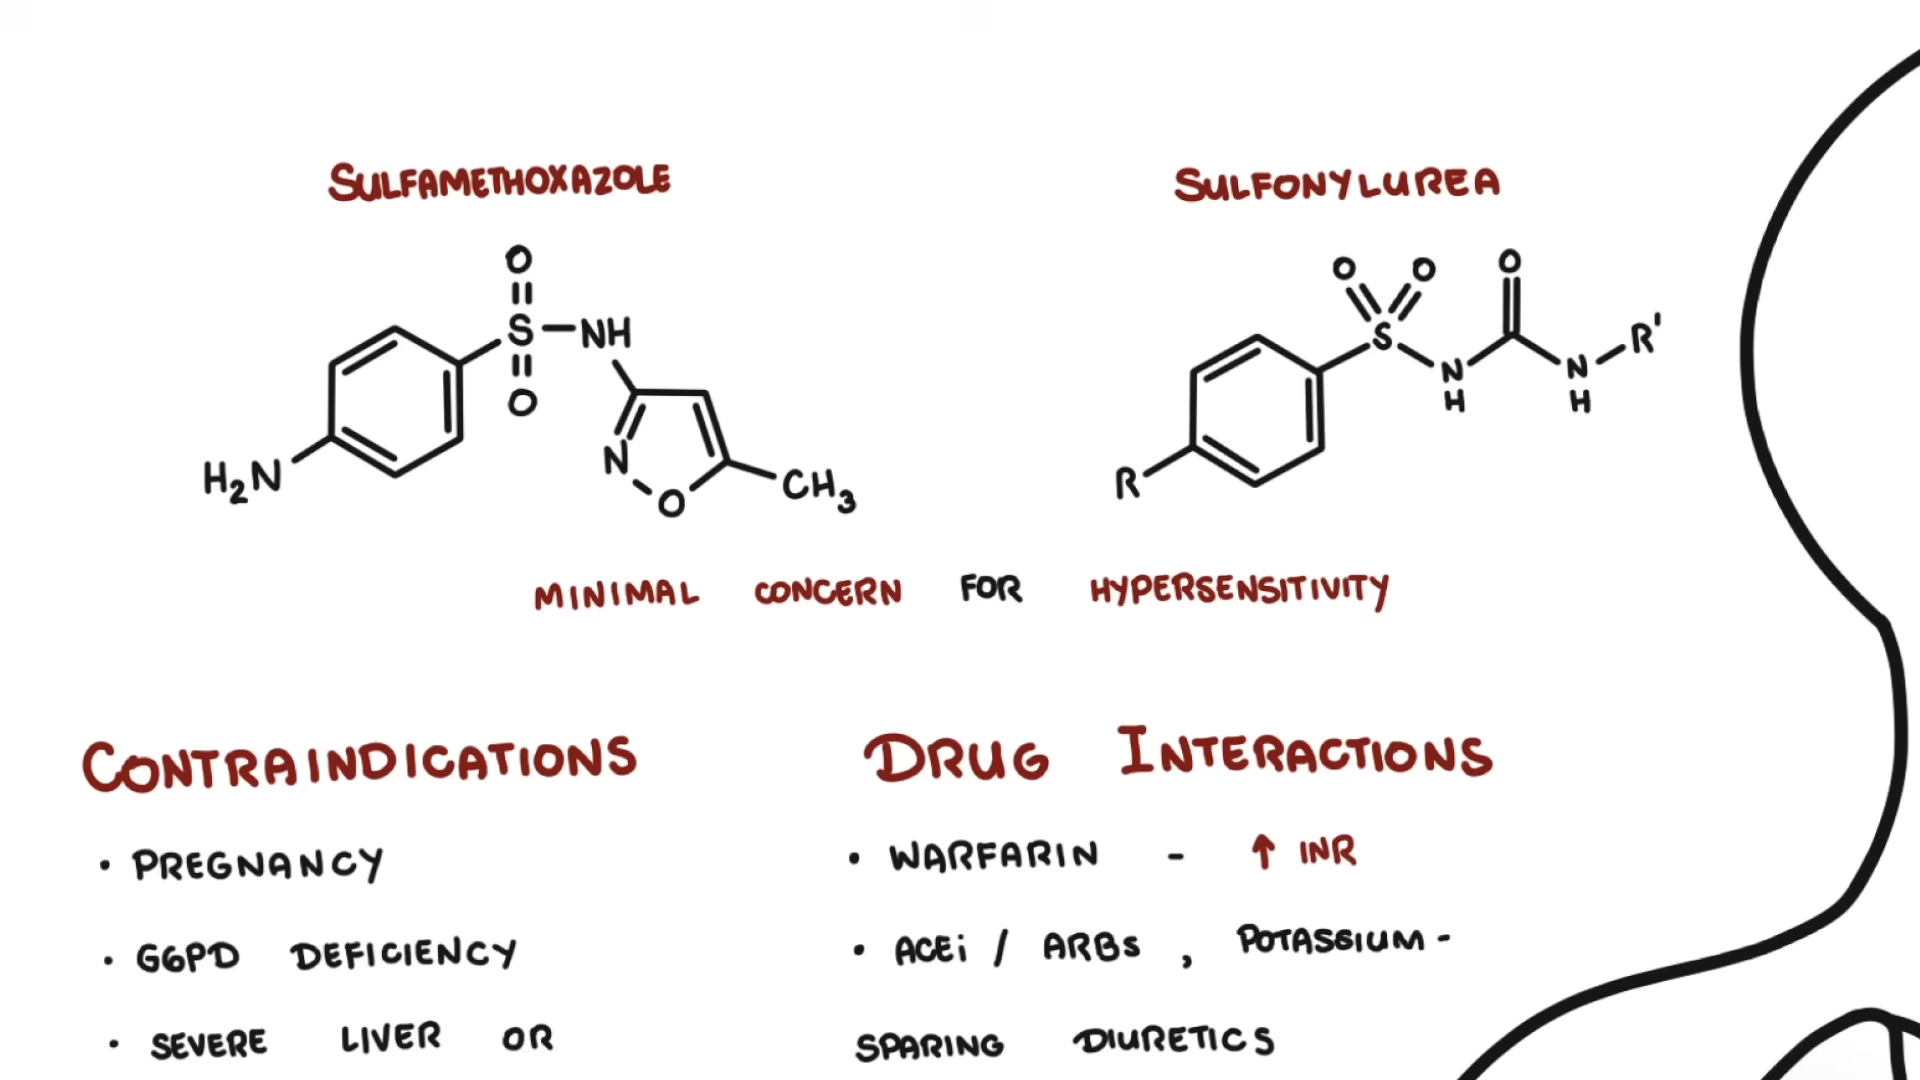 SULFAMETHOXAZOLE
O
S NH
O
N
O
H2N
CH3
SULFONYLUREA
O O O
S
N
H
N
H
R'
R
MINIMAL CONCERN FOR HYPERSENSITIVITY
CONTRAINDICATIONS
• PREGNANCY
• G6PD DEFICIENCY
• SEVERE LIVER OR
DRUG INTERACTIONS
• WARFARIN - ↑ INR
• ACEi / ARBs , POTASSIUM-
SPARING DIURETICS